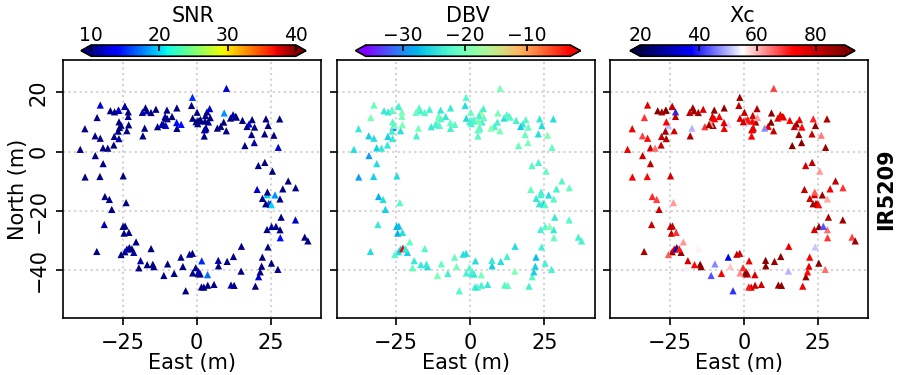 SNR DBV Xc
10 20 30 40 −30 −20 −10 20 40 60 80
20
0
−20
−40
North (m)
IR5209
−25 0 25 −25 0 25 −25 0 25
East (m) East (m) East (m)